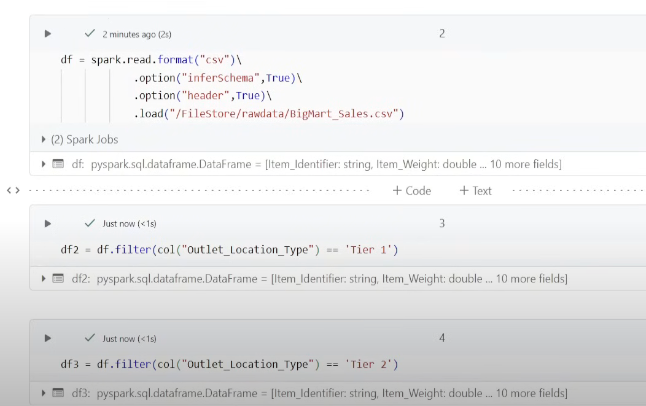 2 minutes ago (2s)
2
df = spark.read.format("csv")\
.option("inferSchema",True)\
.option("header",True)\
.load("/FileStore/rawdata/BigMart_Sales.csv")
(2) Spark Jobs
df: pyspark.sql.dataframe.DataFrame = [Item_Identifier: string, Item_Weight: double ... 10 more fields]
+ Code + Text
Just now (<1s)
3
df2 = df.filter(col("Outlet_Location_Type") == 'Tier 1')
df2: pyspark.sql.dataframe.DataFrame = [Item_Identifier: string, Item_Weight: double ... 10 more fields]
Just now (<1s)
4
df3 = df.filter(col("Outlet_Location_Type") == 'Tier 2')
df3: pyspark.sql.dataframe.DataFrame = [Item_Identifier: string, Item_Weight: double ... 10 more fields]